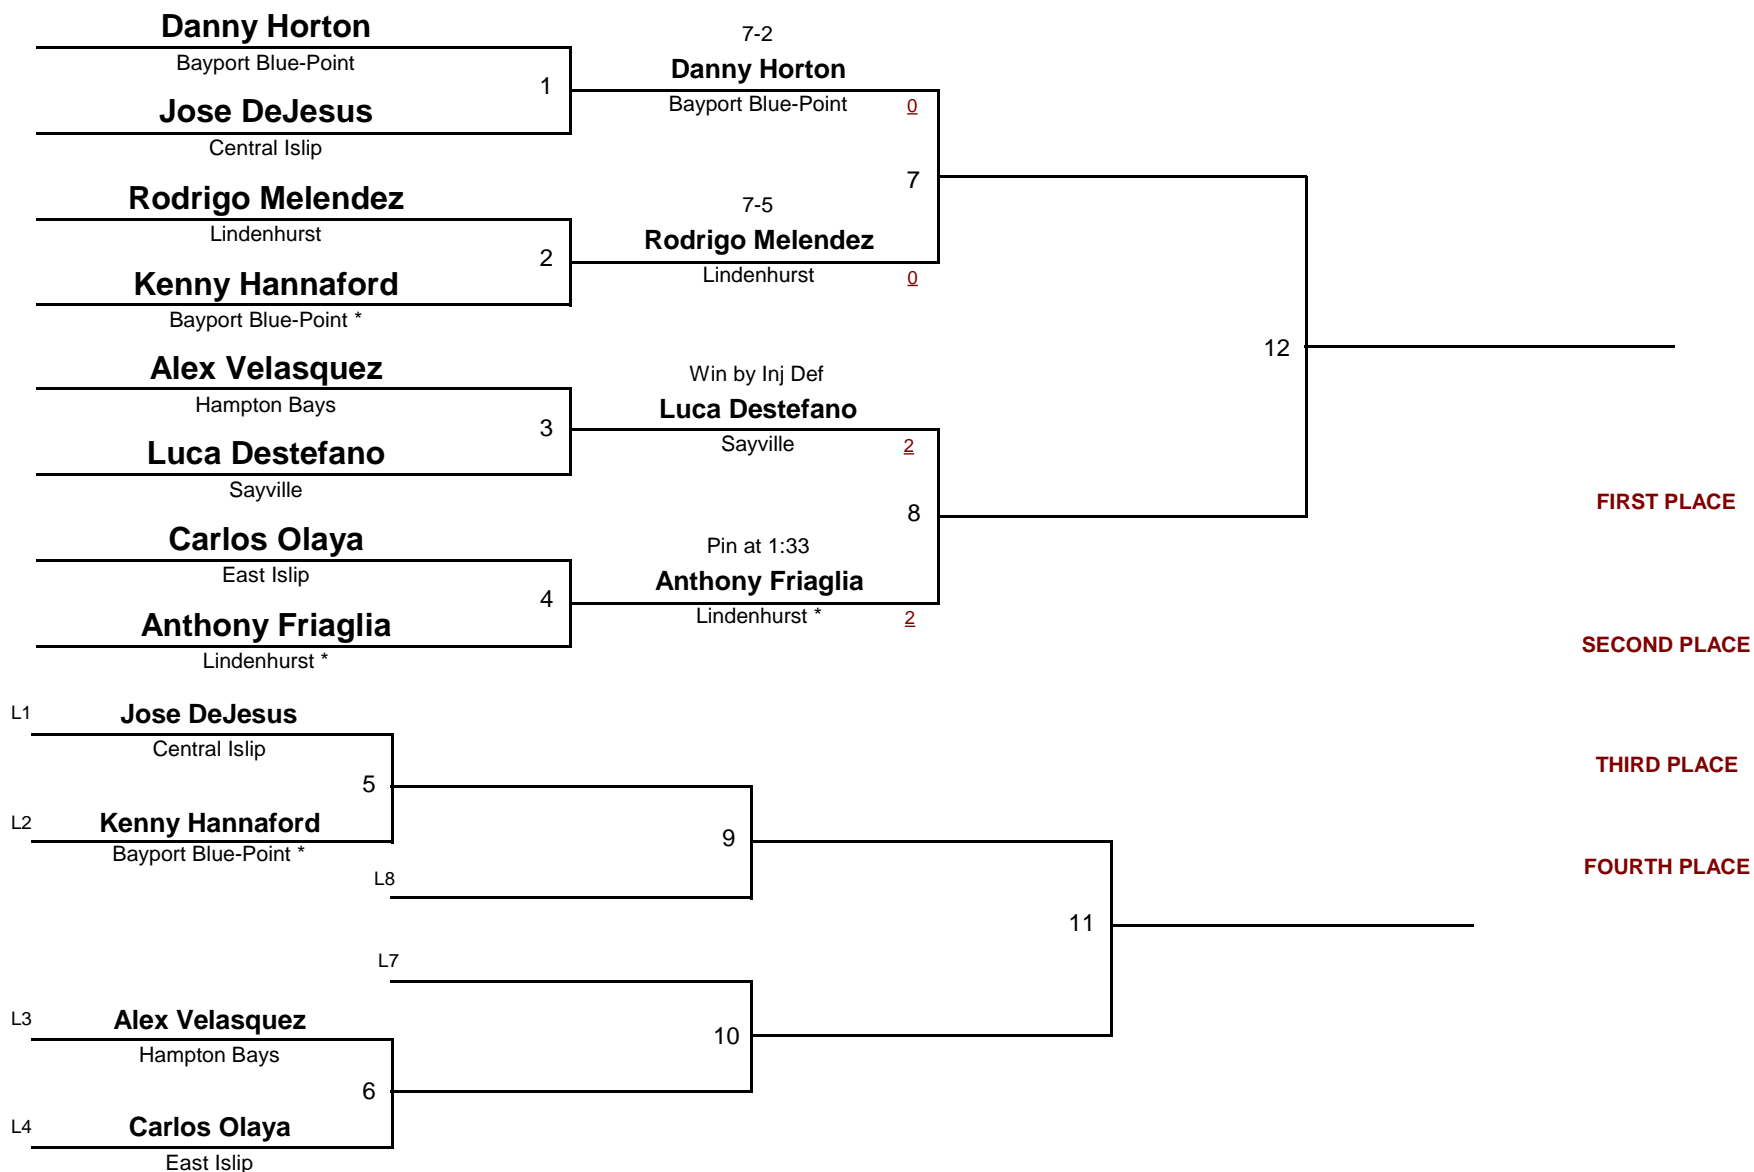 Danny Horton
Bayport Blue-Point
1
Jose DeJesus
Central Islip
7-2
Danny Horton
Bayport Blue-Point 0
7
Rodrigo Melendez
Lindenhurst
2
Kenny Hannaford
Bayport Blue-Point *
7-5
Rodrigo Melendez
Lindenhurst 0
12
Alex Velasquez
Hampton Bays
3
Luca Destefano
Sayville
Win by Inj Def
Luca Destefano
Sayville 2
8
Carlos Olaya
East Islip
4
Anthony Friaglia
Lindenhurst *
Pin at 1:33
Anthony Friaglia
Lindenhurst * 2
FIRST PLACE
SECOND PLACE
THIRD PLACE
FOURTH PLACE
L1 Jose DeJesus
Central Islip
5
L2 Kenny Hannaford
Bayport Blue-Point *
9
L8
11
L7
L3 Alex Velasquez
Hampton Bays
10
6
L4 Carlos Olaya
East Islip